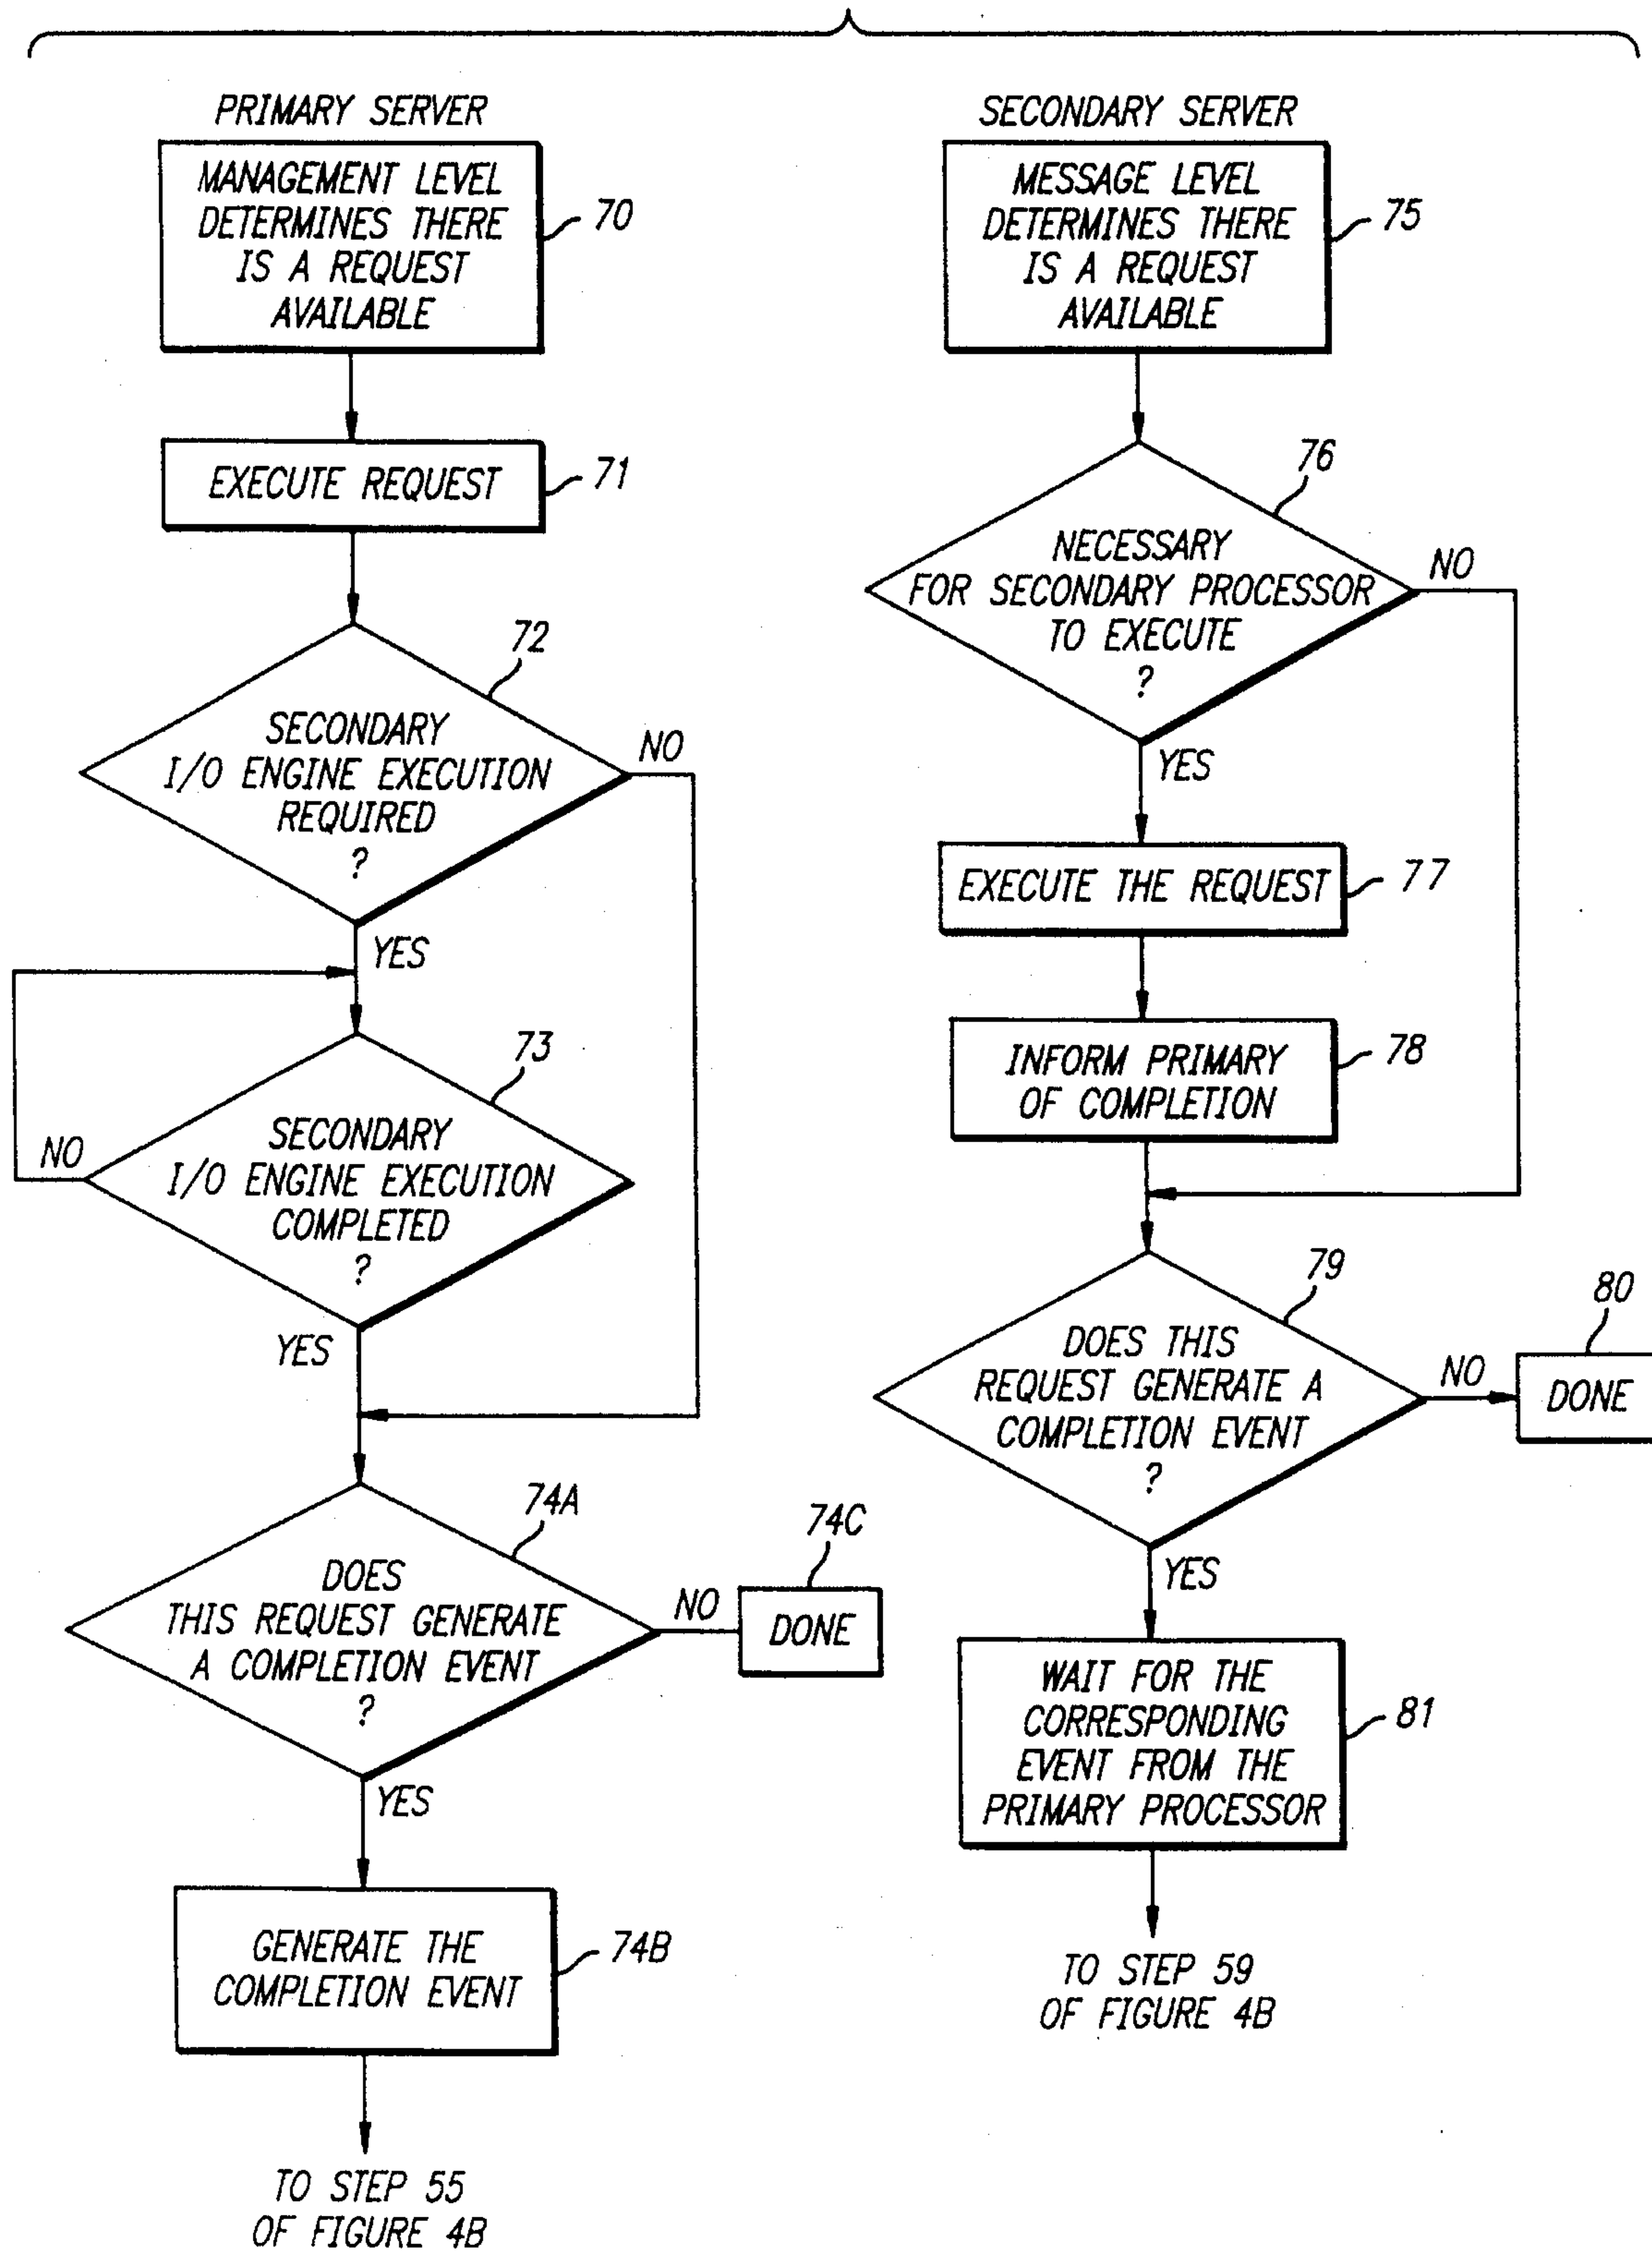 PRIMARY SERVER
MANAGEMENT LEVEL
DETERMINES THERE
IS A REQUEST
AVAILABLE
70
EXECUTE REQUEST
71
72
SECONDARY
I/O ENGINE EXECUTION
REQUIRED
?
NO
YES
73
SECONDARY
I/O ENGINE EXECUTION
COMPLETED
?
NO
YES
74A
DOES
THIS REQUEST GENERATE
A COMPLETION EVENT
?
NO
74C
DONE
YES
GENERATE THE
COMPLETION EVENT
74B
TO STEP 55
OF FIGURE 4B
SECONDARY SERVER
MESSAGE LEVEL
DETERMINES THERE
IS A REQUEST
AVAILABLE
75
76
NECESSARY
FOR SECONDARY PROCESSOR
TO EXECUTE
?
NO
YES
EXECUTE THE REQUEST
77
INFORM PRIMARY
OF COMPLETION
78
79
DOES THIS
REQUEST GENERATE A
COMPLETION EVENT
?
NO
80
DONE
YES
WAIT FOR THE
CORRESPONDING
EVENT FROM THE
PRIMARY PROCESSOR
81
TO STEP 59
OF FIGURE 4B